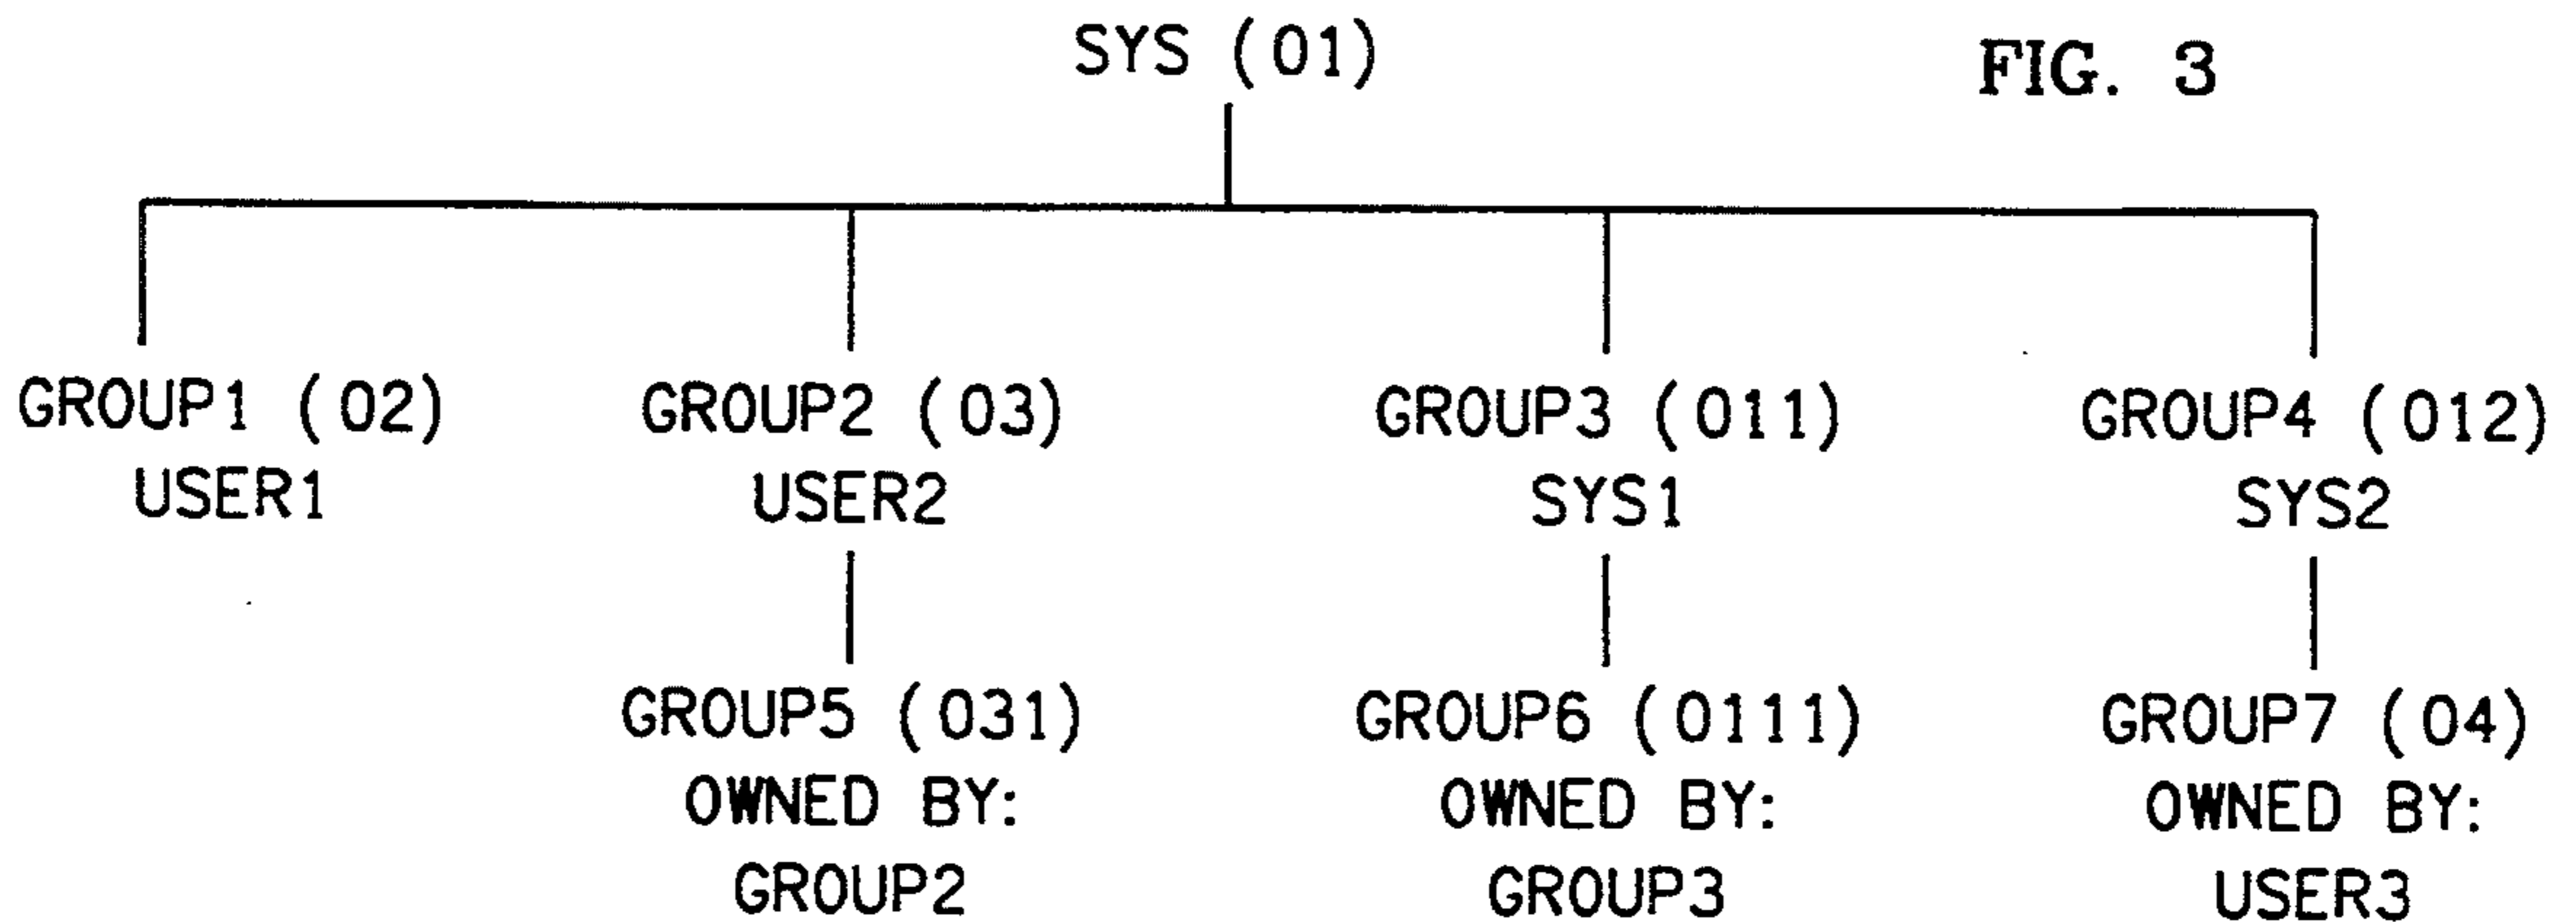 SYS (01)
FIG. 3
GROUP1 (02)
USER1
GROUP2 (03)
USER2
GROUP3 (011)
SYS1
GROUP4 (012)
SYS2
GROUP5 (031)
OWNED BY:
GROUP2
GROUP6 (0111)
OWNED BY:
GROUP3
GROUP7 (04)
OWNED BY:
USER3